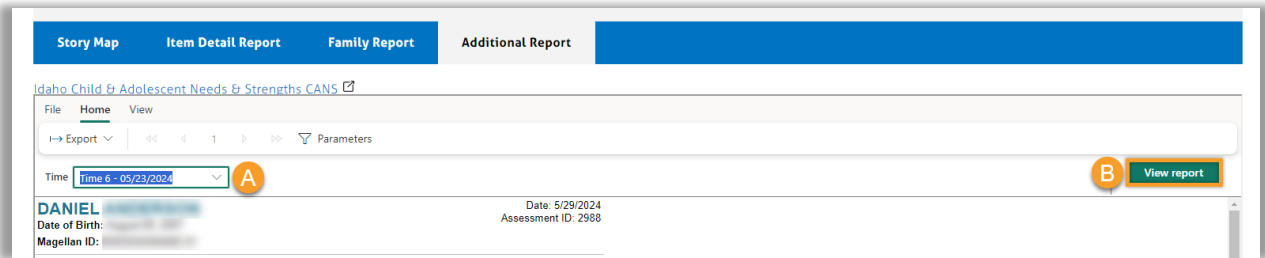 Story Map Item Detail Report Family Report Additional Report
Idaho Child & Adolescent Needs & Strengths CANS
File Home View
Export 1 Parameters
Time Time 6 - 05/23/2024 A B View report
DANIEL Date: 5/29/2024
Date of Birth: Assessment ID: 2988
Magellan ID: